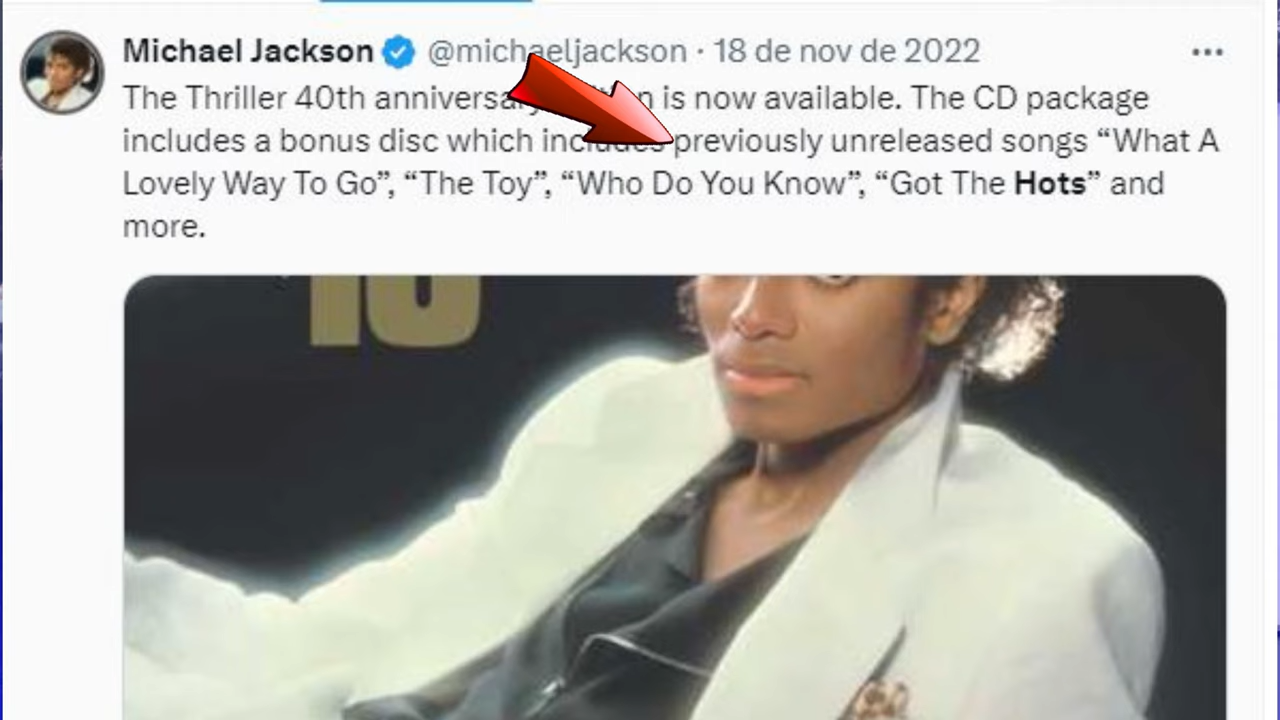 Michael Jackson @michaeljackson · 18 de nov de 2022
The Thriller 40th anniversary is now available. The CD package
includes a bonus disc which includes previously unreleased songs “What A
Lovely Way To Go”, “The Toy”, “Who Do You Know”, “Got The Hots” and
more.